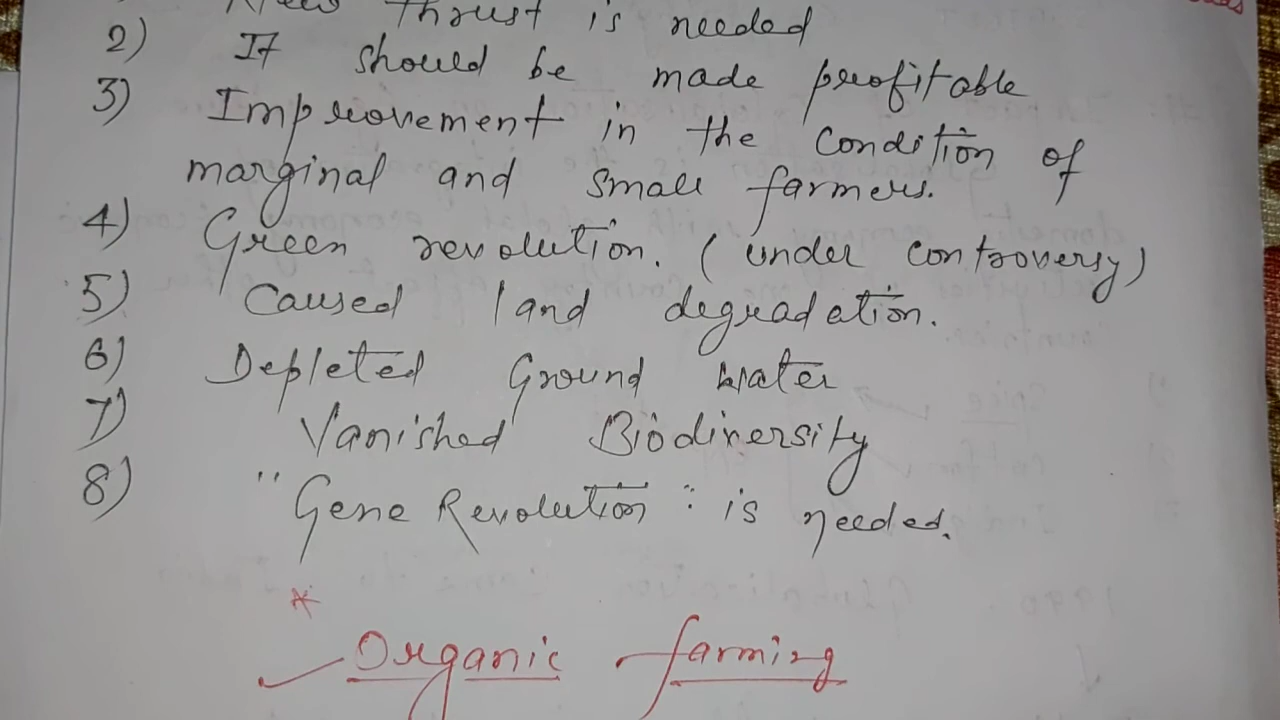 New thrust is needed
2) It should be made profitable
3) Improvement in the condition of
marginal and small farmers.
4) Green revolution. (under controversy)
5) Caused land degradation.
6) Depleted Ground Water
7) Vanished Biodiversity
8) "Gene Revolution" is needed.
* Organic farming